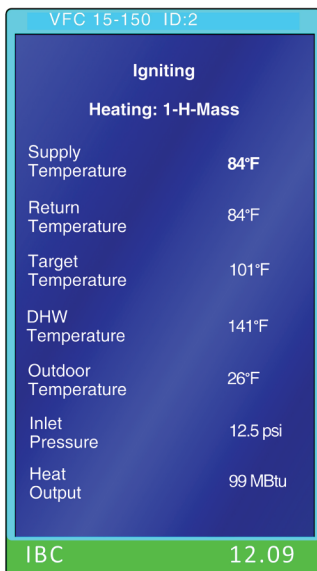 VFC 15-150 ID:2
Igniting
Heating: 1-H-Mass
Supply
Temperature 84°F
Return
Temperature 84°F
Target
Temperature 101°F
DHW
Temperature 141°F
Outdoor
Temperature 26°F
Inlet
Pressure 12.5 psi
Heat
Output 99 MBtu
IBC 12.09